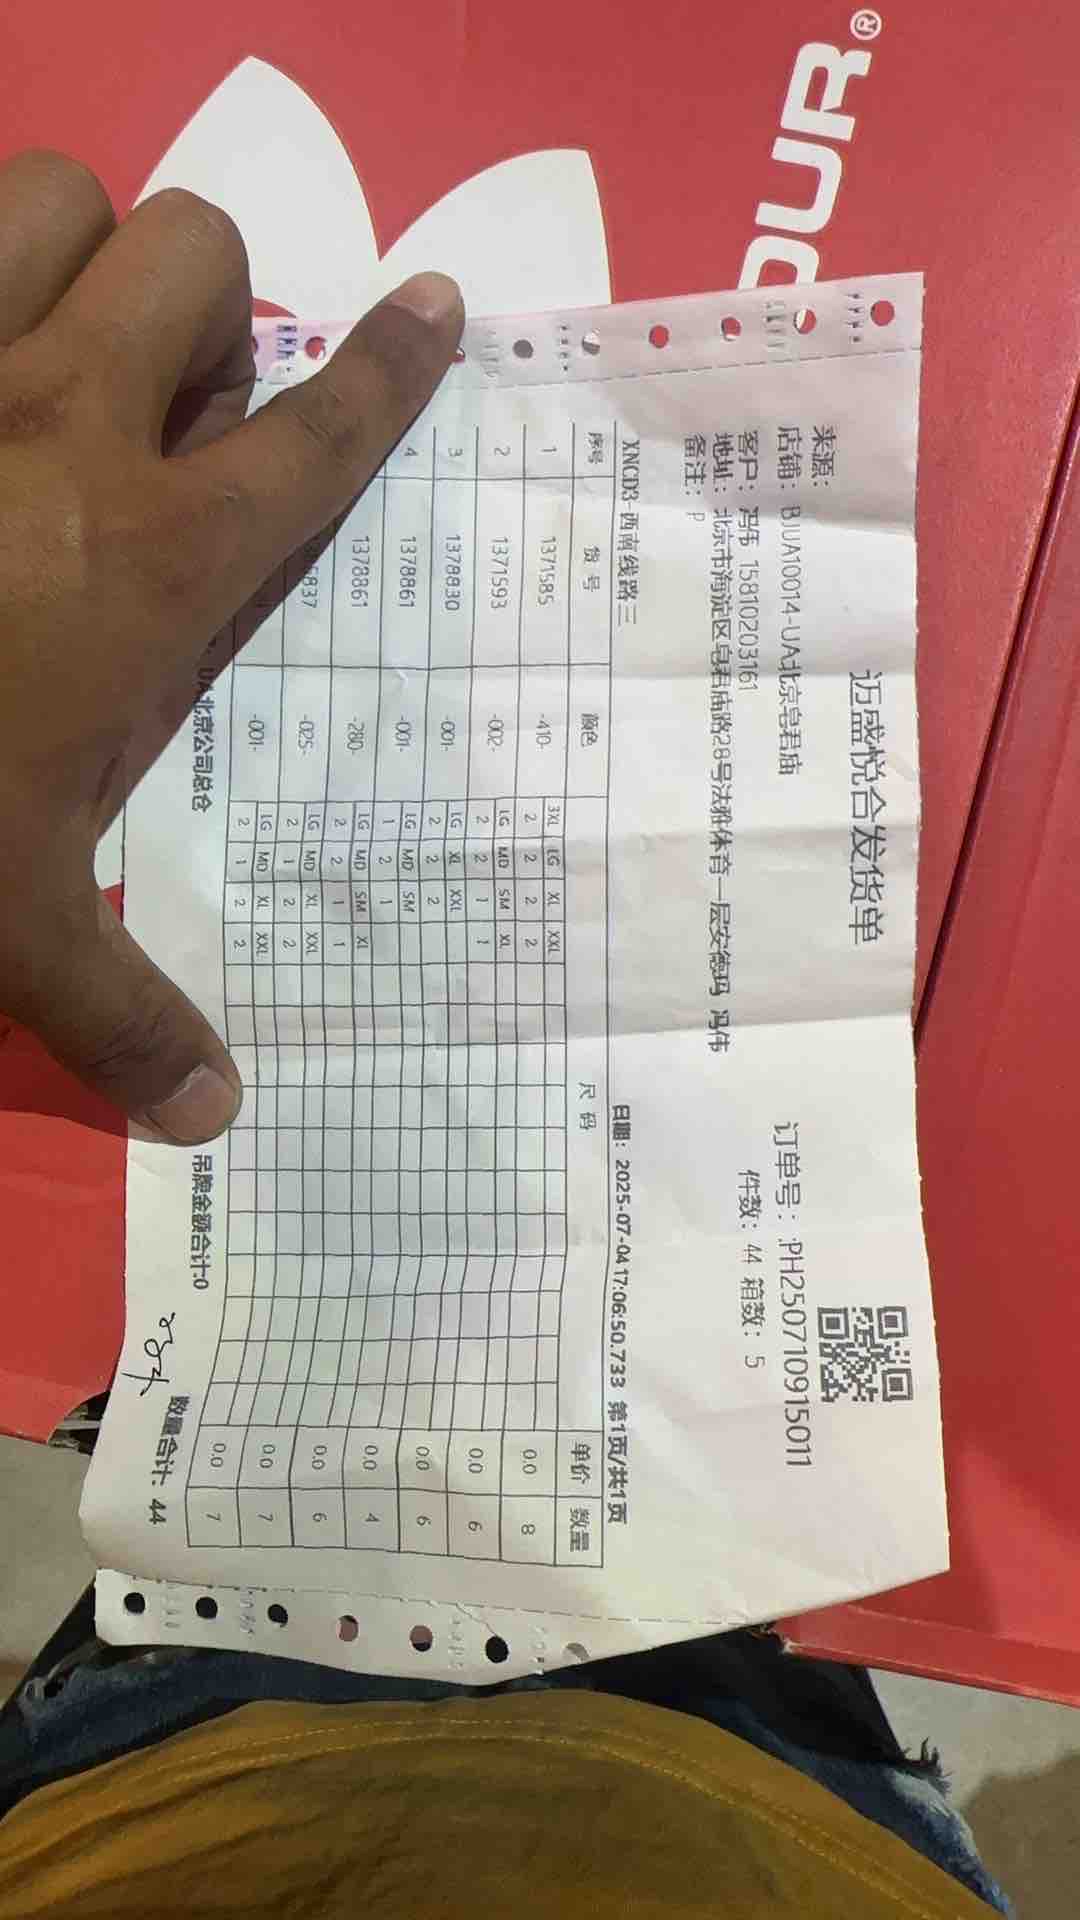 OUR®
迈盛悦合发货单
来源：
店铺：BJUA10014-UA北京皂君庙 订单号：PH250710915011
客户：冯伟 15810203161 件数：44 箱数：5
地址：北京市海淀区皂君庙路28号法雅体育一层安德玛 冯伟
备注：P
XNCD3-西南线路三 日期：2025-07-04 17:06:50.733 第1页/共1页
序号 货号 颜色 尺码 单价 数量
3XL LG XL XXL
1 1371585 -410- 2 2 2 2 0.0 8
LG MD SM XL
2 1371593 -002- 2 2 1 1 0.0 6
LG XL XXL
3 1378830 -001- 2 2 2 0.0 6
LG MD SM
4 1378861 -001- 1 2 1 0.0 4
LG MD SM XL
1378861 -280- 2 2 1 1 0.0 6
LG MD XL XXL
837 -025- 2 1 2 2 0.0 7
LG MD XL XXL
-001- 2 1 2 2 0.0 7
UA北京公司总仓 吊牌金额合计:0 数量合计: 44